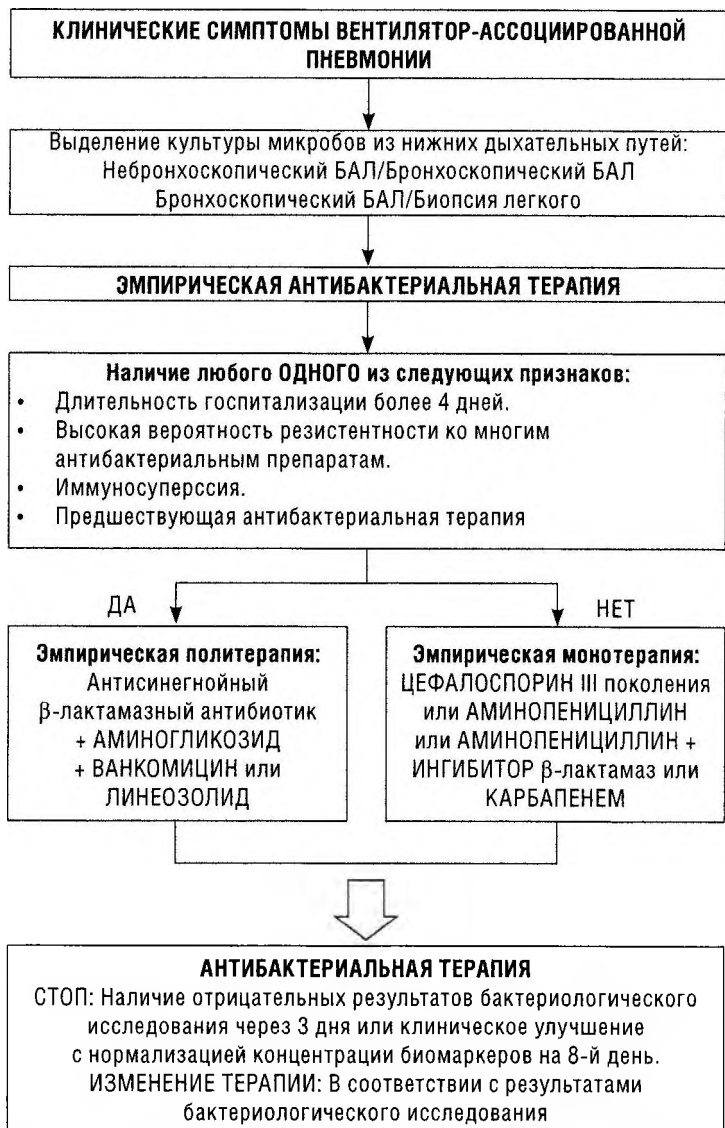 КЛИНИЧЕСКИЕ СИМПТОМЫ ВЕНТИЛЯТОР-АССОЦИИРОВАННОЙ
ПНЕВМОНИИ
Выделение культуры микробов из нижних дыхательных путей:
Небронхоскопический БАЛ/Бронхоскопический БАЛ
Бронхоскопический БАЛ/Биопсия легкого
ЭМПИРИЧЕСКАЯ АНТИБАКТЕРИАЛЬНАЯ ТЕРАПИЯ
Наличие любого ОДНОГО из следующих признаков:
• Длительность госпитализации более 4 дней.
• Высокая вероятность резистентности ко многим
антибактериальным препаратам.
• Иммуносуперссия.
• Предшествующая антибактериальная терапия
ДА
Эмпирическая политерапия:
Антисинегнойный
β-лактамазный антибиотик
+ АМИНОГЛИКОЗИД
+ ВАНКОМИЦИН или
ЛИНЕОЗОЛИД
НЕТ
Эмпирическая монотерапия:
ЦЕФАЛОСПОРИН III поколения
или АМИНОПЕНИЦИЛЛИН
или АМИНОПЕНИЦИЛЛИН +
ИНГИБИТОР β-лактамаз или
КАРБАПЕНЕМ
АНТИБАКТЕРИАЛЬНАЯ ТЕРАПИЯ
СТОП: Наличие отрицательных результатов бактериологического
исследования через 3 дня или клиническое улучшение
с нормализацией концентрации биомаркеров на 8-й день.
ИЗМЕНЕНИЕ ТЕРАПИИ: В соответствии с результатами
бактериологического исследования